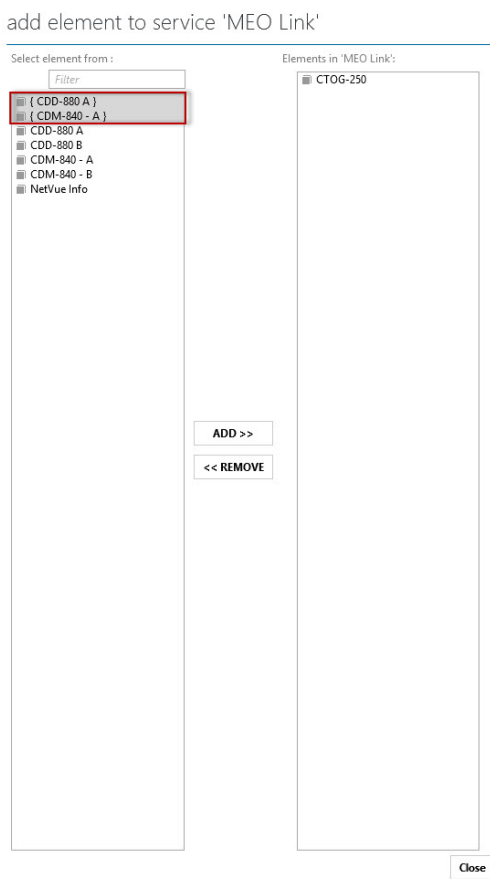 add element to service 'MEO Link'
Select element from :
Elements in 'MEO Link':
Filter
CTOG-250
{ CDD-880 A }
{ CDM-840 - A }
CDD-880 A
CDD-880 B
CDM-840 - A
CDM-840 - B
NetVue Info
ADD >>
<< REMOVE
Close